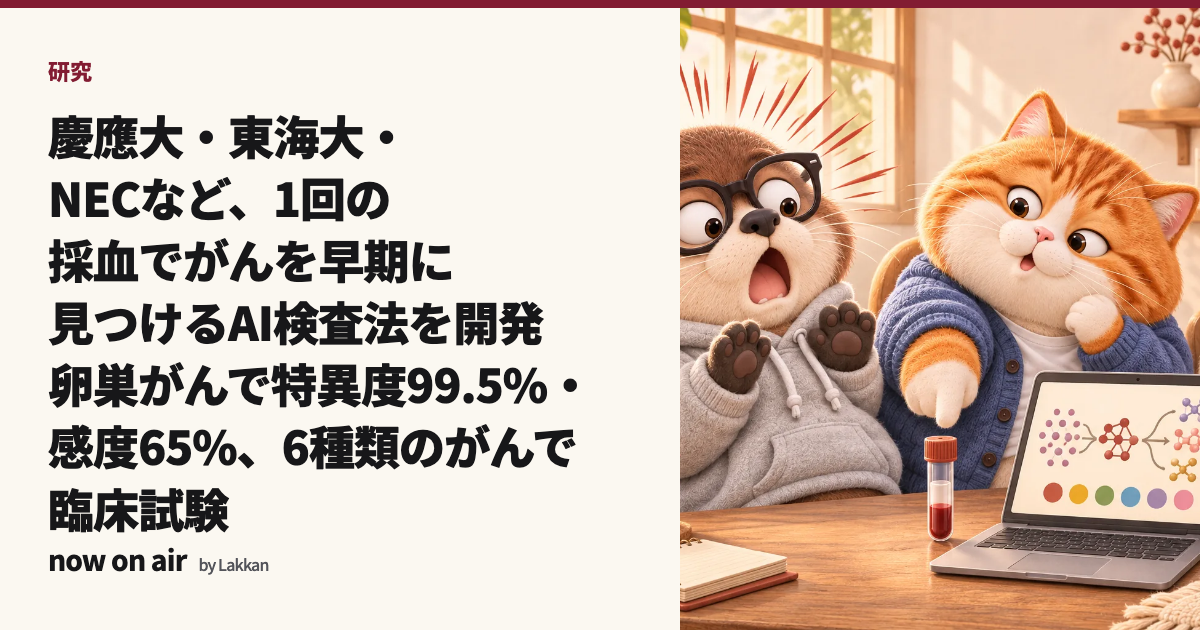 研究
慶應大・東海大・
NECなど、1回の
採血でがんを早期に
見つけるAI検査法を開発
卵巣がんで特異度99.5%・
感度65%、6種類のがんで
臨床試験
now on air by Lakkan